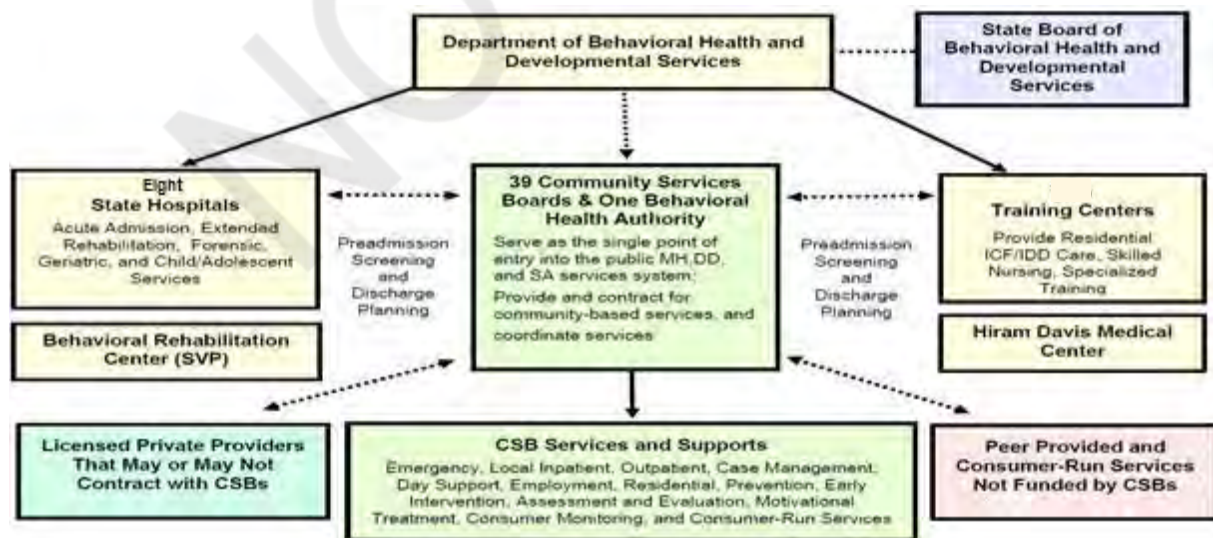 Department of Behavioral Health and
Developmental Services
State Board of
Behavioral Health and
Developmental
Services
Eight
State Hospitals
Acute Admission, Extended
Rehabilitation, Forensic,
Geriatric, and Child/Adolescent
Services
Behavioral Rehabilitation
Center (SVP)
Preadmission
Screening
and
Discharge
Planning
39 Community Services
Boards & One Behavioral
Health Authority
Serve as the single point of
entry into the public MH,DD,
and SA services system;
Provide and contract for
community-based services, and
coordinate services
Preadmission
Screening
and
Discharge
Planning
Training Centers
Provide Residential
ICF/IDD Care, Skilled
Nursing, Specialized
Training
Hiram Davis Medical
Center
Licensed Private Providers
That May or May Not
Contract with CSBs
CSB Services and Supports
Emergency, Local Inpatient, Outpatient, Case Management,
Day Support, Employment, Residential, Prevention, Early
Intervention, Assessment and Evaluation, Motivational
Treatment, Consumer Monitoring, and Consumer-Run Services
Peer Provided and
Consumer-Run Services
Not Funded by CSBs